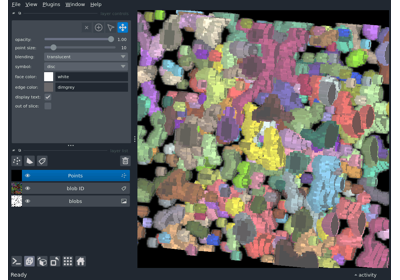 File View Plugins Window Help
opacity: 1.00
point size: 10
blending: translucent
symbol: disc
face color: white
edge color: dimgrey
display text:
out of slice:
Points
blob ID
blobs
Ready
activity